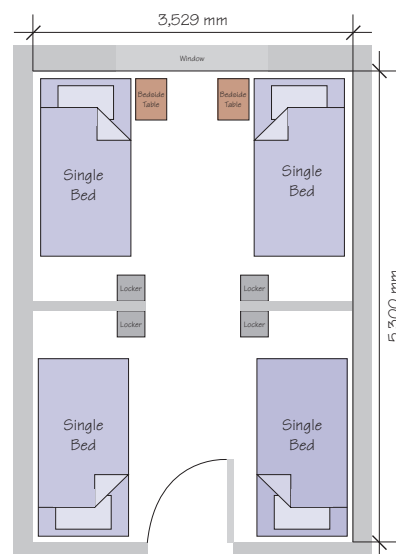 3,529 mm
Window
Bedside
Table
Bedside
Table
Single
Bed
Single
Bed
Locker
Locker
Locker
Locker
5,300 mm
Single
Bed
Single
Bed